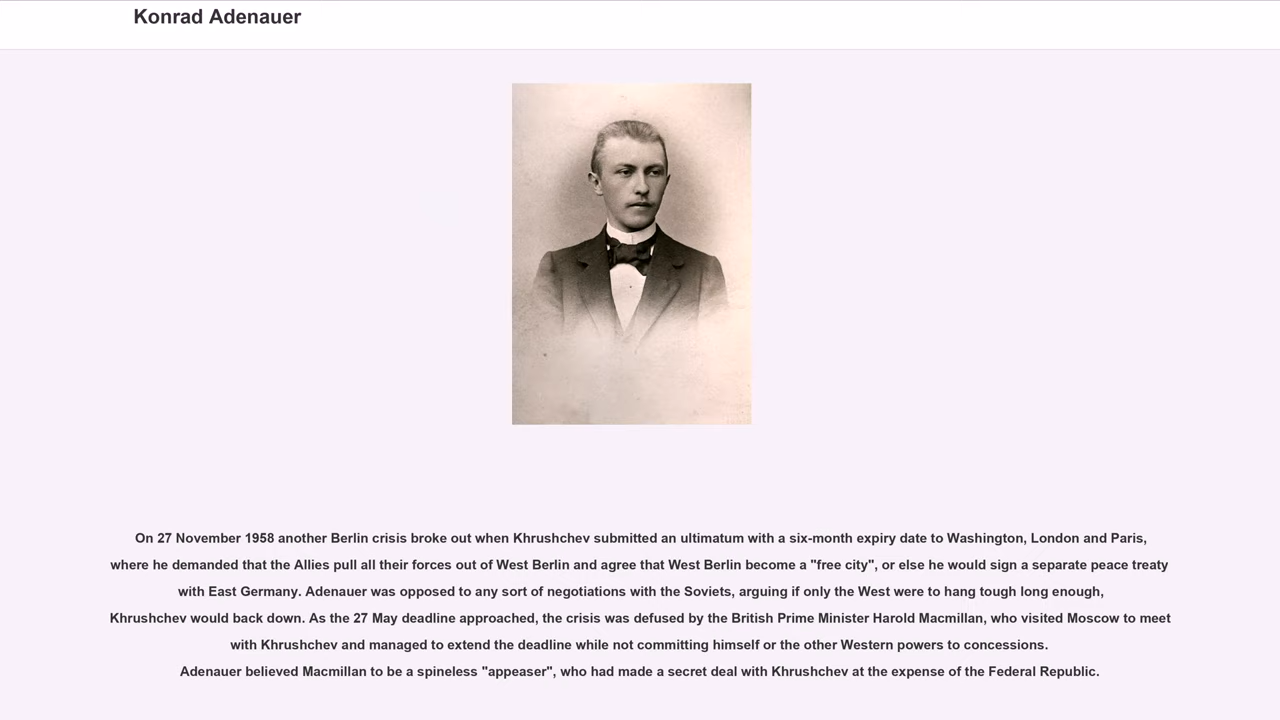 Konrad Adenauer
On 27 November 1958 another Berlin crisis broke out when Khrushchev submitted an ultimatum with a six-month expiry date to Washington, London and Paris,
where he demanded that the Allies pull all their forces out of West Berlin and agree that West Berlin become a "free city", or else he would sign a separate peace treaty
with East Germany. Adenauer was opposed to any sort of negotiations with the Soviets, arguing if only the West were to hang tough long enough,
Khrushchev would back down. As the 27 May deadline approached, the crisis was defused by the British Prime Minister Harold Macmillan, who visited Moscow to meet
with Khrushchev and managed to extend the deadline while not committing himself or the other Western powers to concessions.
Adenauer believed Macmillan to be a spineless "appeaser", who had made a secret deal with Khrushchev at the expense of the Federal Republic.